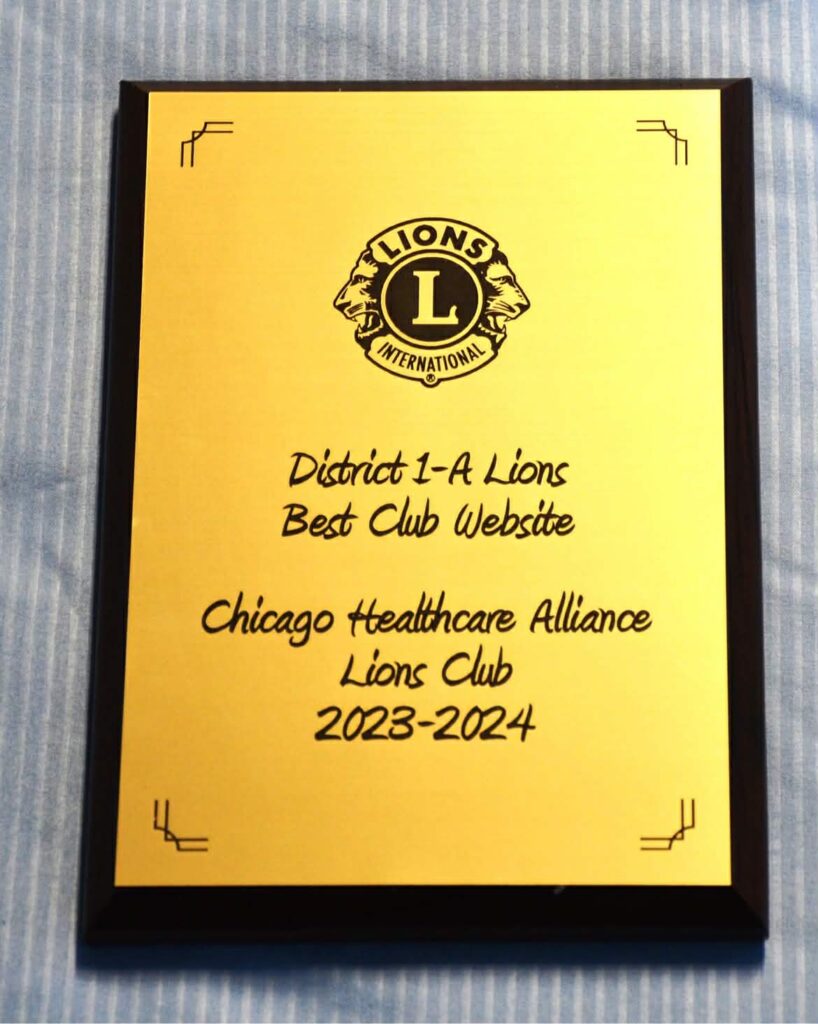 LIONS
L
INTERNATIONAL
®
District 1-A Lions
Best Club Website
Chicago Healthcare Alliance
Lions Club
2023-2024